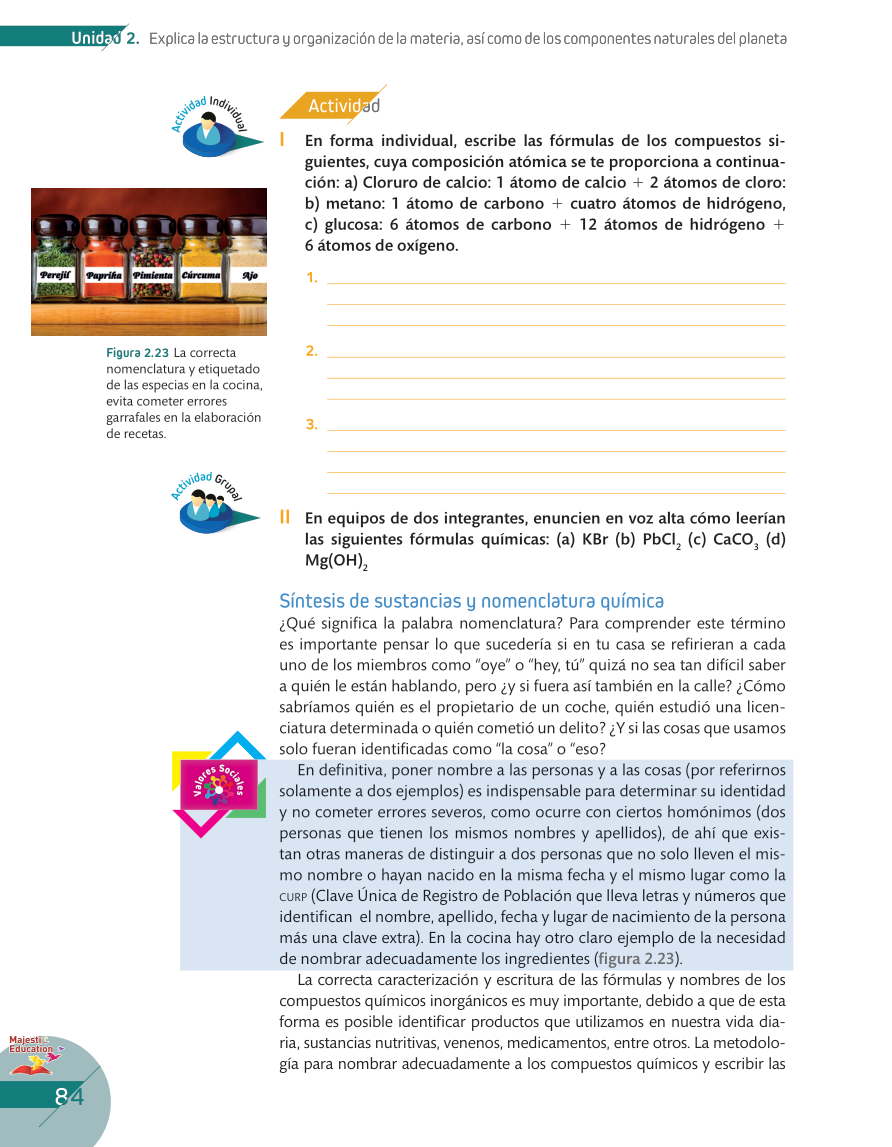 Unidad 2. Explica la estructura y organización de la materia, así como de los componentes naturales del planeta
Actividad Individual
Actividad
I En forma individual, escribe las fórmulas de los compuestos si-
guientes, cuya composición atómica se te proporciona a continua-
ción: a) Cloruro de calcio: 1 átomo de calcio + 2 átomos de cloro:
b) metano: 1 átomo de carbono + cuatro átomos de hidrógeno,
c) glucosa: 6 átomos de carbono + 12 átomos de hidrógeno +
6 átomos de oxígeno.
Perejil Paprika Pimienta Cúrcuma Ajo
1.
2.
3.
Figura 2.23 La correcta
nomenclatura y etiquetado
de las especias en la cocina,
evita cometer errores
garrafales en la elaboración
de recetas.
Actividad Grupal
II En equipos de dos integrantes, enuncien en voz alta cómo leerían
las siguientes fórmulas químicas: (a) KBr (b) PbCl2 (c) CaCO3 (d)
Mg(OH)2
Síntesis de sustancias y nomenclatura química
¿Qué significa la palabra nomenclatura? Para comprender este término
es importante pensar lo que sucedería si en tu casa se refirieran a cada
uno de los miembros como “oye” o “hey, tú” quizá no sea tan difícil saber
a quién le están hablando, pero ¿y si fuera así también en la calle? ¿Cómo
sabríamos quién es el propietario de un coche, quién estudió una licen-
ciatura determinada o quién cometió un delito? ¿Y si las cosas que usamos
solo fueran identificadas como “la cosa” o “eso?
Valores Sociales
En definitiva, poner nombre a las personas y a las cosas (por referirnos
solamente a dos ejemplos) es indispensable para determinar su identidad
y no cometer errores severos, como ocurre con ciertos homónimos (dos
personas que tienen los mismos nombres y apellidos), de ahí que exis-
tan otras maneras de distinguir a dos personas que no solo lleven el mis-
mo nombre o hayan nacido en la misma fecha y el mismo lugar como la
CURP (Clave Única de Registro de Población que lleva letras y números que
identifican el nombre, apellido, fecha y lugar de nacimiento de la persona
más una clave extra). En la cocina hay otro claro ejemplo de la necesidad
de nombrar adecuadamente los ingredientes (figura 2.23).
La correcta caracterización y escritura de las fórmulas y nombres de los
compuestos químicos inorgánicos es muy importante, debido a que de esta
forma es posible identificar productos que utilizamos en nuestra vida dia-
ria, sustancias nutritivas, venenos, medicamentos, entre otros. La metodolo-
gía para nombrar adecuadamente a los compuestos químicos y escribir las
Majestic
Education
84